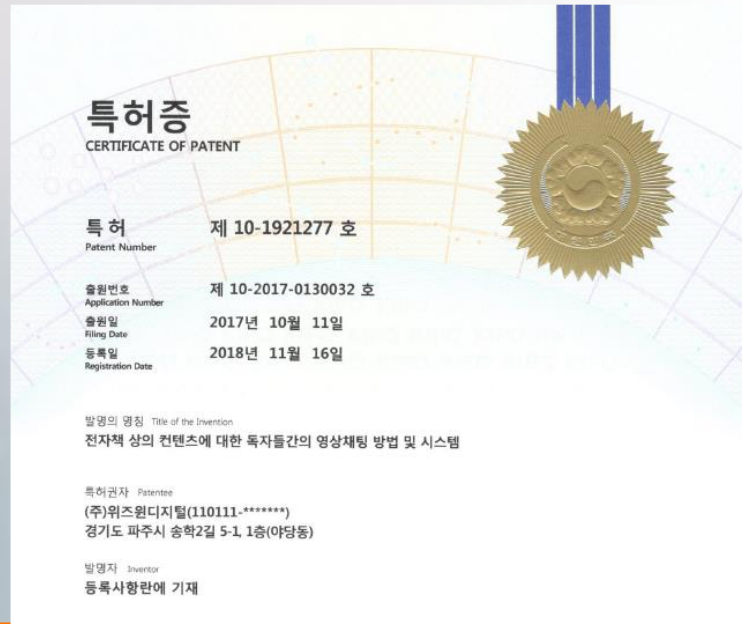 특허증
CERTIFICATE OF PATENT
특허 제 10-1921277 호
Patent Number
출원번호 제 10-2017-0130032 호
Application Number
출원일 2017년 10월 11일
Filing Date
등록일 2018년 11월 16일
Registration Date
발명의 명칭 Title of the Invention
전자책 상의 컨텐츠에 대한 독자들간의 영상채팅 방법 및 시스템
특허권자 Patentee
(주)위즈윈디지털(110111-*******)
경기도 파주시 송학2길 5-1, 1층(야당동)
발명자 Inventor
등록사항란에 기재